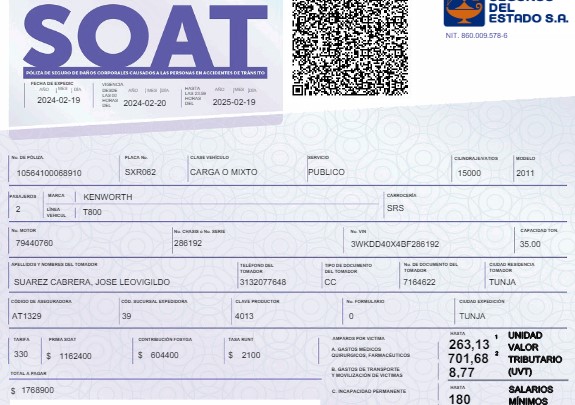 SOAT
SEGUROS
DEL
ESTADO S.A.
NIT. 860.009.578-6
PÓLIZA DE SEGURO DE DAÑOS CORPORALES CAUSADOS A LAS PERSONAS EN ACCIDENTES DE TRÁNSITO
FECHA DE EXPEDIC
AÑO MES DÍA
2024-02-19
VIGENCIA
DESDE
LAS 00
HORAS
DEL
AÑO MES DÍA
2024-02-20
HASTA
LAS 23:59
HORAS
DEL
AÑO MES DÍA
2025-02-19
No. DE PÓLIZA. PLACA No. CLASE VEHÍCULO SERVICIO CILINDRAJE/VATIOS MODELO
10564100068910 SXR062 CARGA O MIXTO PUBLICO 15000 2011
PASAJEROS MARCA KENWORTH CARROCERÍA
2 LÍNEA VEHICUL T800 SRS
No. MOTOR No. CHASIS o No. SERIE No. VIN CAPACIDAD TON.
79440760 286192 3WKDD40X4BF286192 35.00
APELLIDOS Y NOMBRES DEL TOMADOR TELÉFONO DEL TOMADOR TIPO DE DOCUMENTO DEL TOMADOR No. DE DOCUMENTO DEL TOMADOR CIUDAD RESIDENCIA TOMADOR
SUAREZ CABRERA, JOSE LEOVIGILDO 3132077648 CC 7164622 TUNJA
CÓDIGO DE ASEGURADORA CÓD. SUCURSAL EXPEDIDORA CLAVE PRODUCTOR No. FORMULARIO CIUDAD EXPEDICIÓN
AT1329 39 4013 0 TUNJA
TARIFA PRIMA SOAT CONTRIBUCIÓN FOSYGA TASA RUNT
330 $ 1162400 $ 604400 $ 2100
TOTAL A PAGAR
$ 1768900
AMPAROS POR VICTIMA
A. GASTOS MEDICOS
QUIRURGICOS, FARMACÉUTICOS
B. GASTOS DE TRANSPORTE
Y MOVILIZACIÓN DE VICTIMAS
C. INCAPACIDAD PERMANENTE
HASTA
263,13 1
701,68 2
8,77
UNIDAD
VALOR
TRIBUTARIO
(UVT)
HASTA
180
SALARIOS
MÍNIMOS